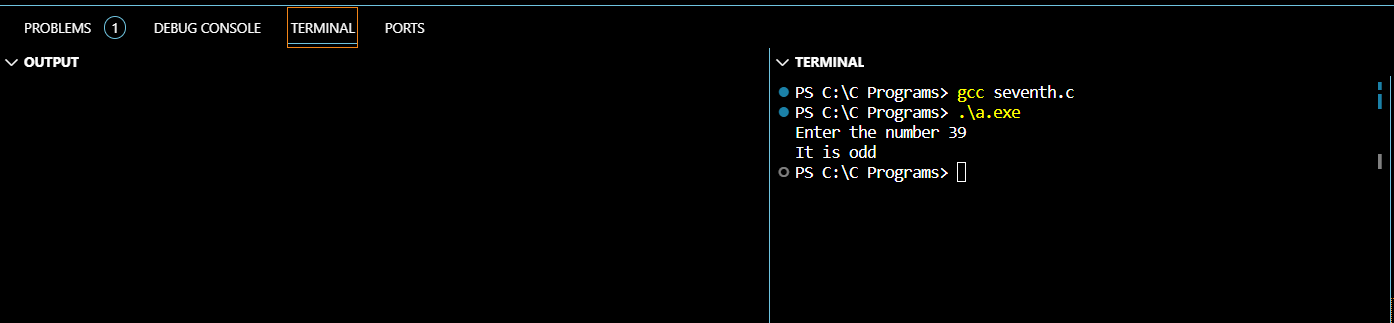 PROBLEMS 1 DEBUG CONSOLE TERMINAL PORTS
OUTPUT
TERMINAL
PS C:\C Programs> gcc seventh.c
PS C:\C Programs> .\a.exe
Enter the number 39
It is odd
PS C:\C Programs>